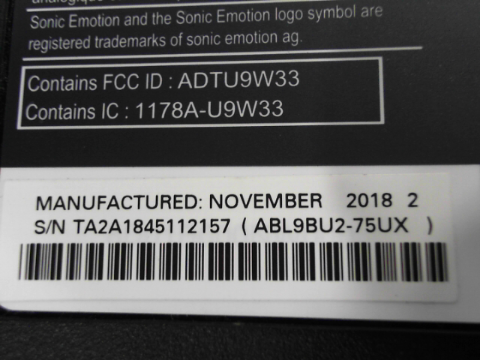 Sonic Emotion and the Sonic Emotion logo symbol are
registered trademarks of sonic emotion ag.
Contains FCC ID : ADTU9W33
Contains IC : 1178A-U9W33
MANUFACTURED: NOVEMBER 2018 2
S/N TA2A1845112157 ( ABL9BU2-75UX )